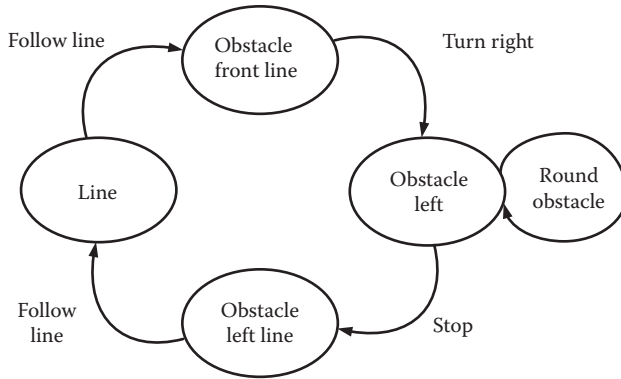 Follow line
Obstacle
front line
Turn right
Line
Obstacle
left
Round
obstacle
Follow
line
Obstacle
left line
Stop